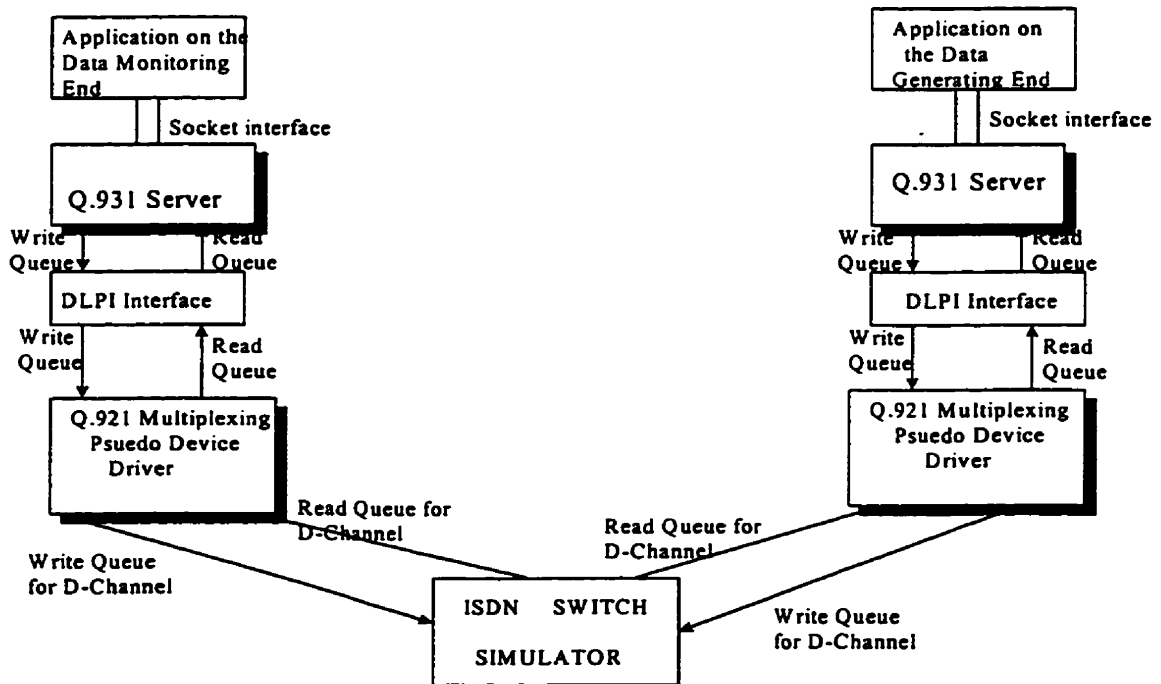 Application on the
Data Monitoring
End
Socket interface
Q.931 Server
Write
Queue
Read
Queue
DLPI Interface
Write
Queue
Read
Queue
Q.921 Multiplexing
Psuedo Device
Driver
Read Queue for
D-Channel
Write Queue
for D-Channel
Application on
the Data
Generating End
Socket interface
Q.931 Server
Write
Queue
Read
Queue
DLPI Interface
Write
Queue
Read
Queue
Q.921 Multiplexing
Psuedo Device
Driver
Read Queue for
D-Channel
Write Queue
for D-Channel
ISDN SWITCH
SIMULATOR